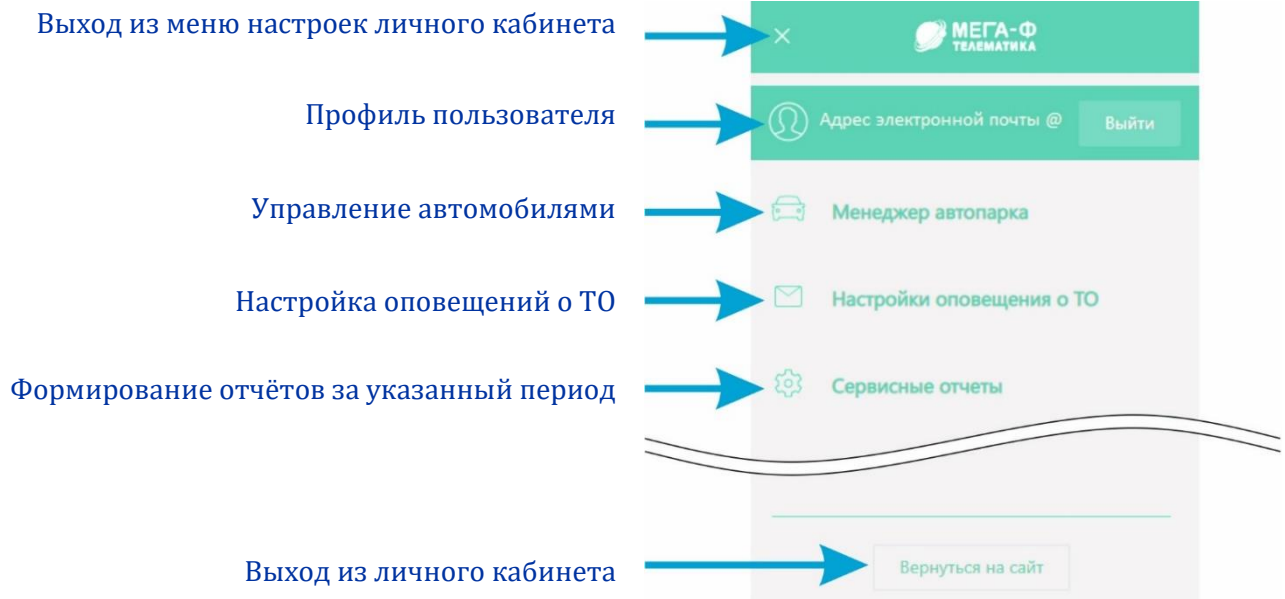 Выход из меню настроек личного кабинета
МЕГА-Ф
ТЕЛЕМАТИКА
Профиль пользователя
Адрес электронной почты @
Выйти
Управление автомобилями
Менеджер автопарка
Настройка оповещений о ТО
Настройки оповещения о ТО
Формирование отчётов за указанный период
Сервисные отчеты
Выход из личного кабинета
Вернуться на сайт